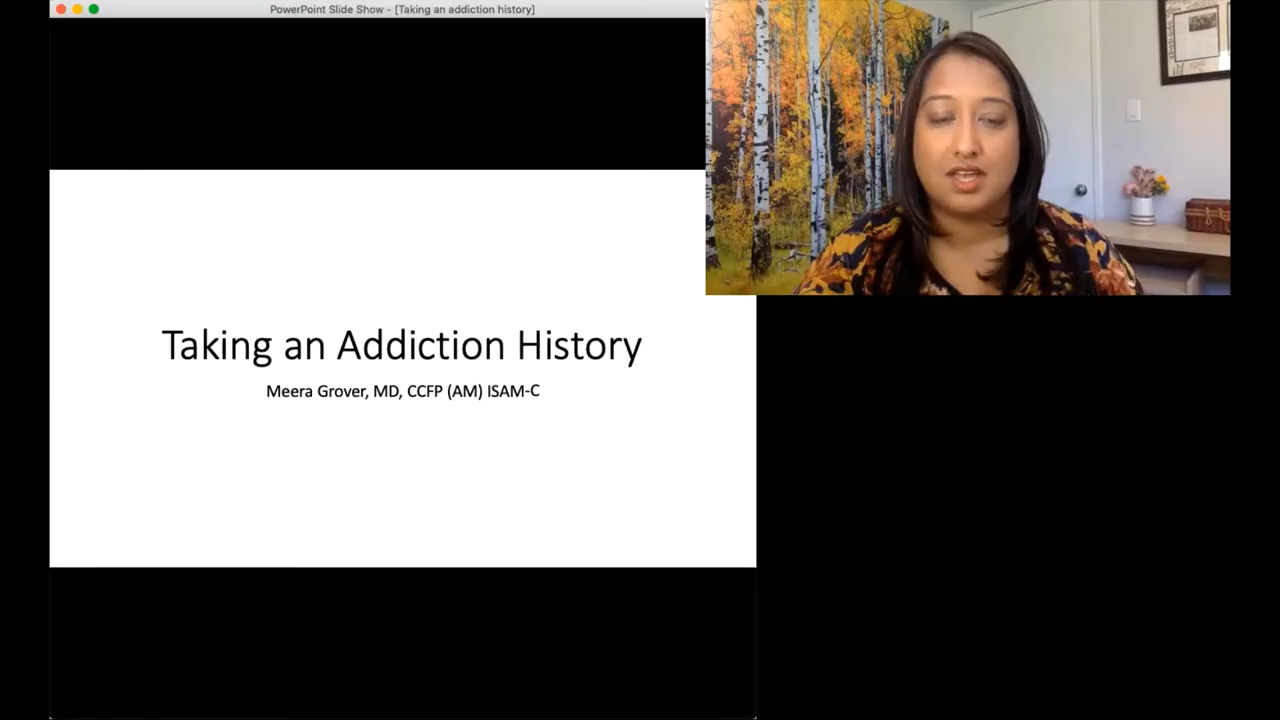 PowerPoint Slide Show - [Taking an addiction history]
Taking an Addiction History
Meera Grover, MD, CCFP (AM) ISAM-C